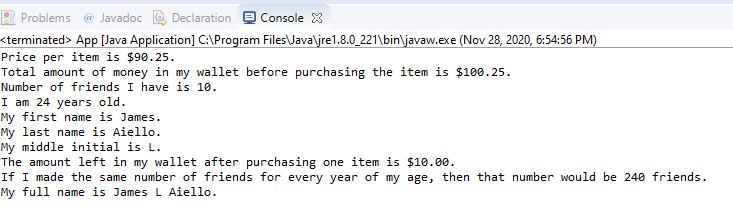 Problems @ Javadoc Declaration Console
<terminated> App [Java Application] C:\Program Files\Java\jre1.8.0_221\bin\javaw.exe (Nov 28, 2020, 6:54:56 PM)
Price per item is $90.25.
Total amount of money in my wallet before purchasing the item is $100.25.
Number of friends I have is 10.
I am 24 years old.
My first name is James.
My last name is Aiello.
My middle initial is L.
The amount left in my wallet after purchasing one item is $10.00.
If I made the same number of friends for every year of my age, then that number would be 240 friends.
My full name is James L Aiello.